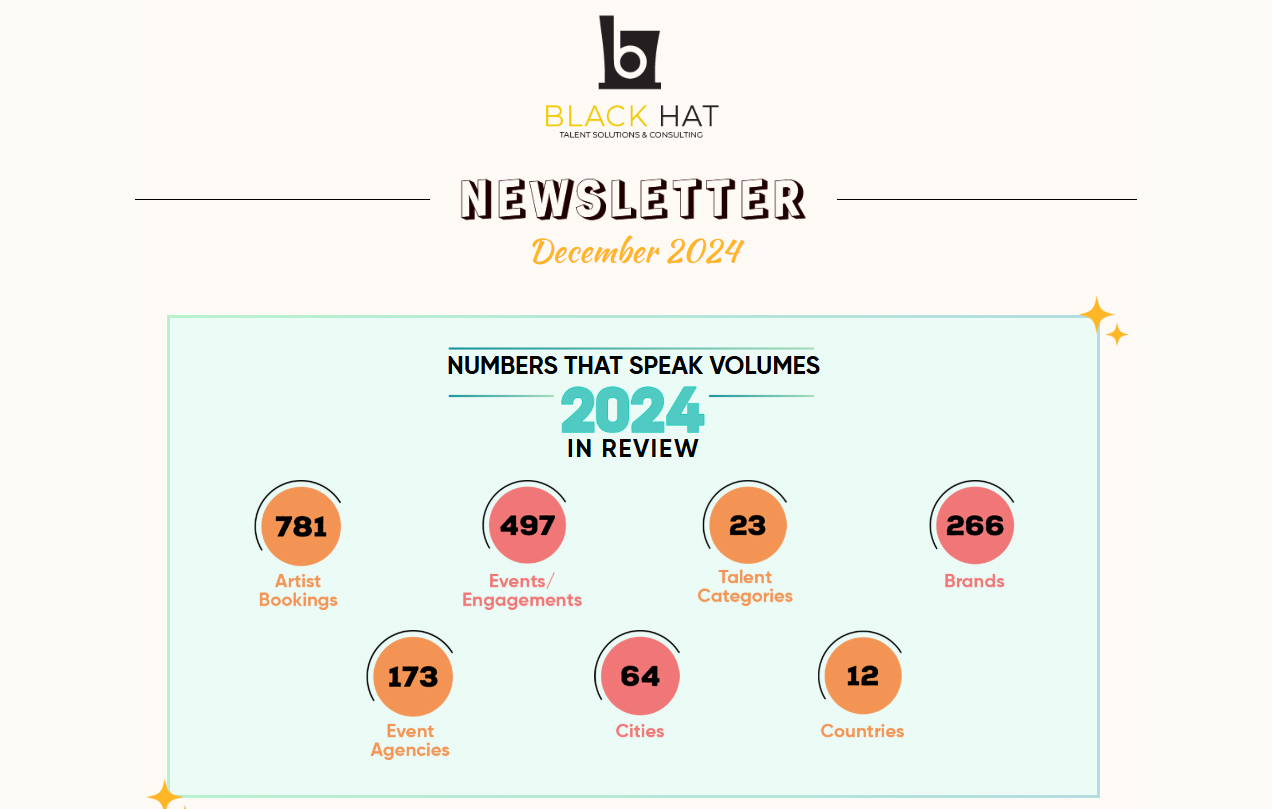 b
BLACK HAT
TALENT SOLUTIONS & CONSULTING
NEWSLETTER
December 2024
NUMBERS THAT SPEAK VOLUMES
2024
IN REVIEW
781
Artist
Bookings
497
Events/
Engagements
23
Talent
Categories
266
Brands
173
Event
Agencies
64
Cities
12
Countries